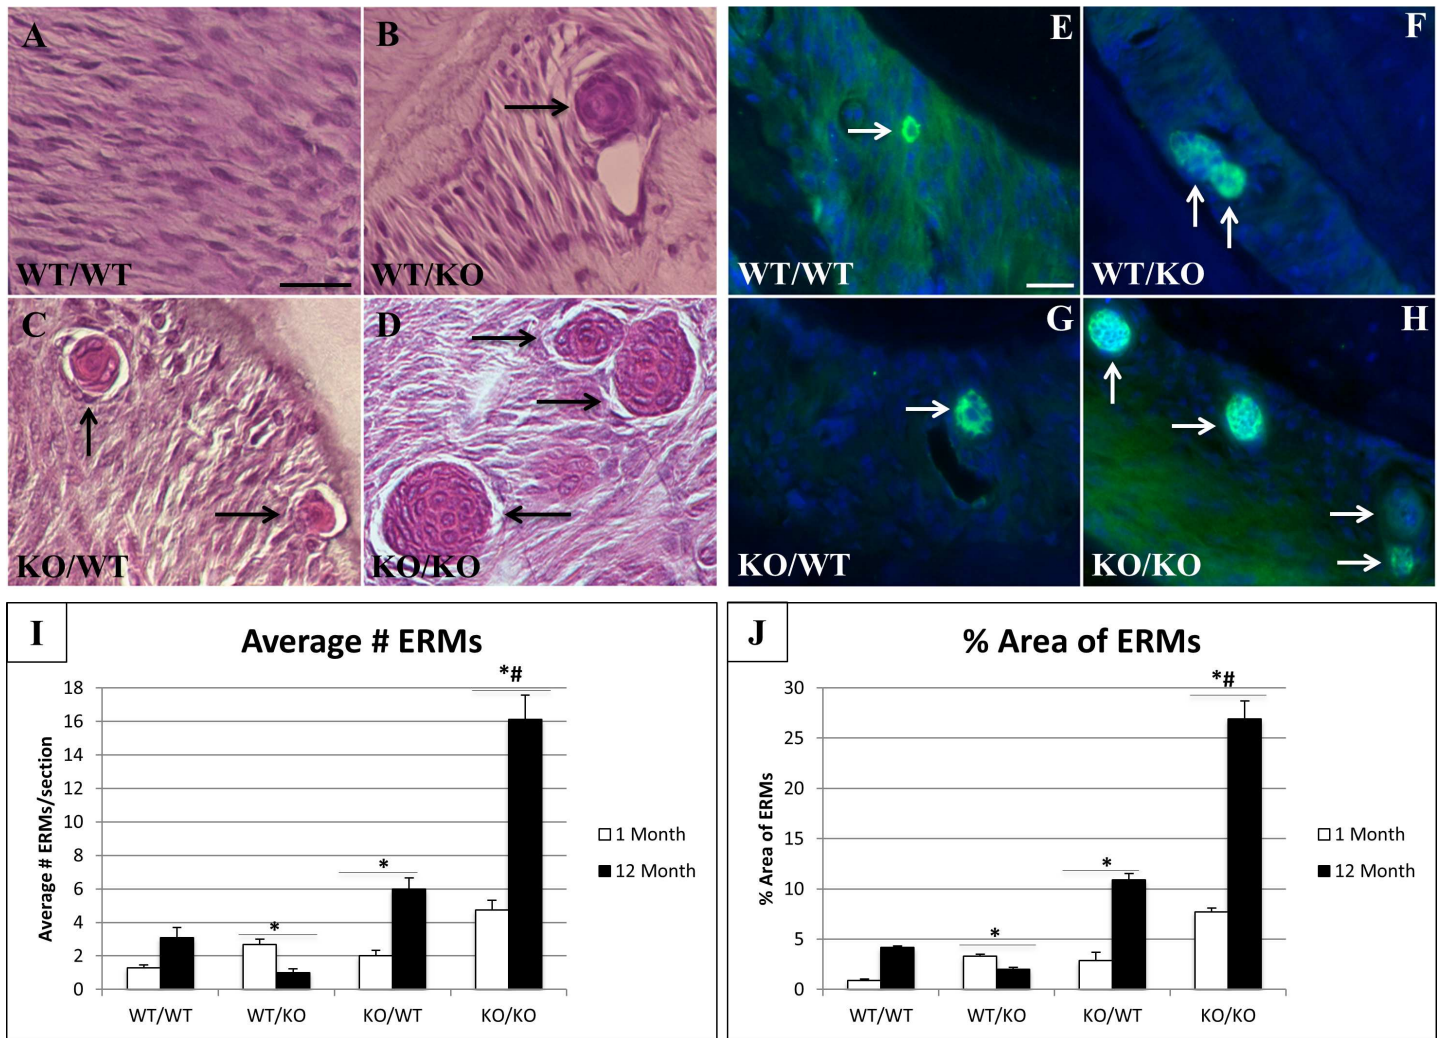 A
B
E
F
WT/WT
WT/KO
WT/WT
WT/KO
C
D
G
H
KO/WT
KO/KO
KO/WT
KO/KO
I
Average # ERMs
*#
18
16
14
12
10
8
6
4
2
0
Average # ERMs/section
*
*
1 Month
12 Month
WT/WT
WT/KO
KO/WT
KO/KO
J
% Area of ERMs
*#
30
25
20
15
10
5
0
% Area of ERMs
*
*
1 Month
12 Month
WT/WT
WT/KO
KO/WT
KO/KO